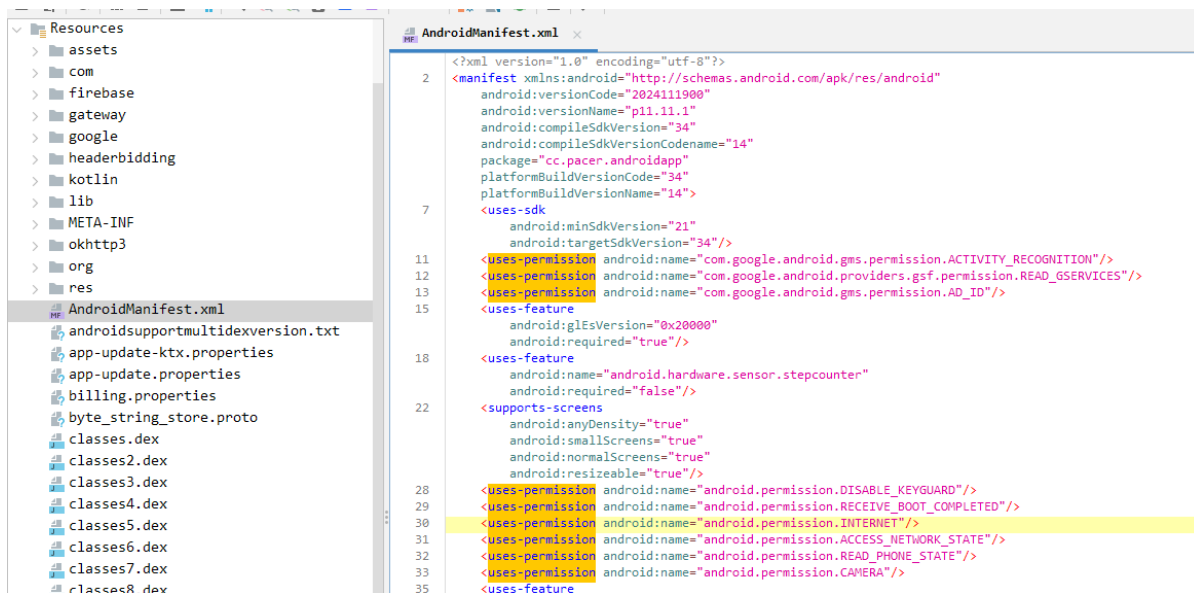 Resources
assets
com
firebase
gateway
google
headerbidding
kotlin
lib
META-INF
okhttp3
org
res
AndroidManifest.xml
androidsupportmultidexversion.txt
app-update-ktx.properties
app-update.properties
billing.properties
byte_string_store.proto
classes.dex
classes2.dex
classes3.dex
classes4.dex
classes5.dex
classes6.dex
classes7.dex
classes8.dex
AndroidManifest.xml
<?xml version="1.0" encoding="utf-8"?>
2 <manifest xmlns:android="http://schemas.android.com/apk/res/android"
android:versionCode="2024111900"
android:versionName="p11.11.1"
android:compileSdkVersion="34"
android:compileSdkVersionCodename="14"
package="cc.pacer.androidapp"
platformBuildVersionCode="34"
platformBuildVersionName="14">
7 <uses-sdk
android:minSdkVersion="21"
android:targetSdkVersion="34"/>
11 <uses-permission android:name="com.google.android.gms.permission.ACTIVITY_RECOGNITION"/>
12 <uses-permission android:name="com.google.android.providers.gsf.permission.READ_GSERVICES"/>
13 <uses-permission android:name="com.google.android.gms.permission.AD_ID"/>
15 <uses-feature
android:glEsVersion="0x20000"
android:required="true"/>
18 <uses-feature
android:name="android.hardware.sensor.stepcounter"
android:required="false"/>
22 <supports-screens
android:anyDensity="true"
android:smallScreens="true"
android:normalScreens="true"
android:resizeable="true"/>
28 <uses-permission android:name="android.permission.DISABLE_KEYGUARD"/>
29 <uses-permission android:name="android.permission.RECEIVE_BOOT_COMPLETED"/>
30 <uses-permission android:name="android.permission.INTERNET"/>
31 <uses-permission android:name="android.permission.ACCESS_NETWORK_STATE"/>
32 <uses-permission android:name="android.permission.READ_PHONE_STATE"/>
33 <uses-permission android:name="android.permission.CAMERA"/>
35 <uses-feature